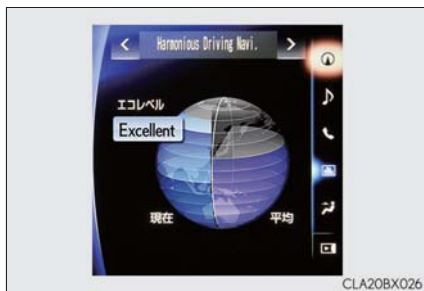 Harmonious Driving Navi.
エコレベル
Excellent
現在
平均
CLA20BX026